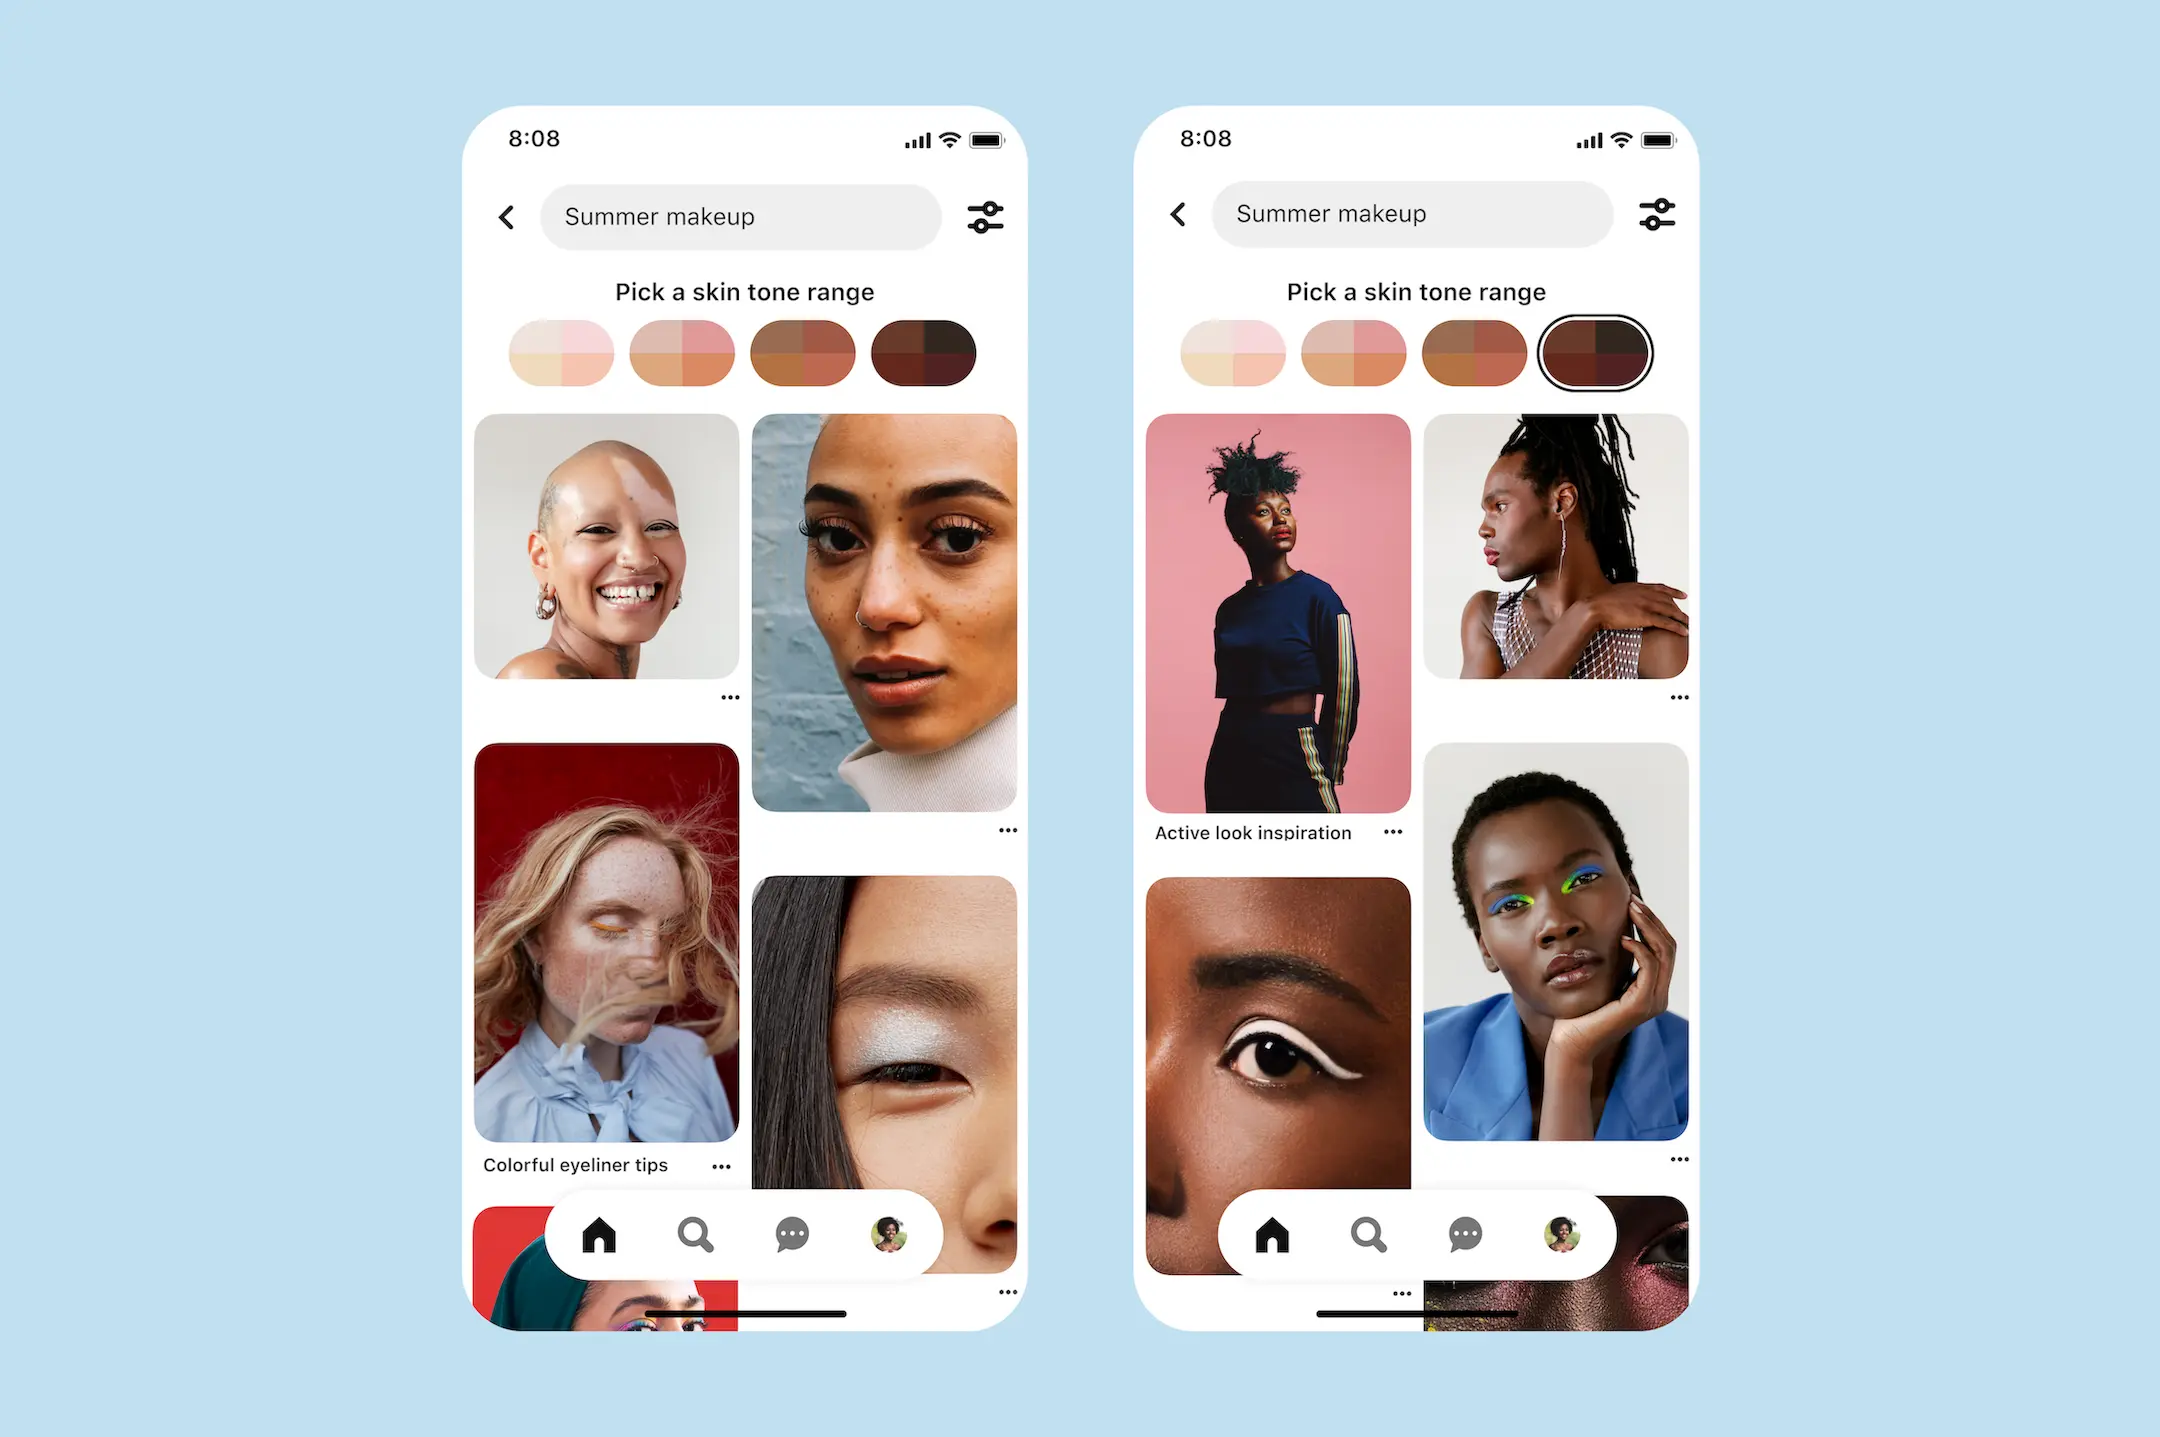 8:08
Summer makeup
Pick a skin tone range
Colorful eyeliner tips
8:08
Summer makeup
Pick a skin tone range
Active look inspiration